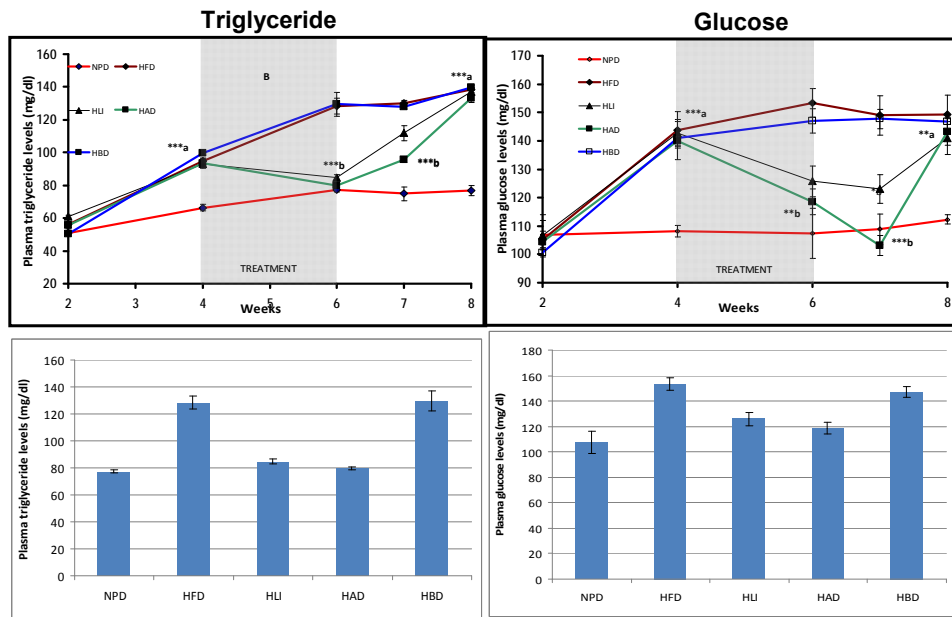 Triglyceride
Plasma triglyceride levels (mg/dl)
160
140
120
100
80
60
40
20
NPD
HFD
HLI
HAD
HBD
B
***a
***b
***b
***a
TREATMENT
2 3 4 5 6 7 8
Weeks
Glucose
Plasma glucose levels (mg/dl)
170
160
150
140
130
120
110
100
90
NPD
HFD
HLI
HAD
HBD
***a
**b
***b
**a
TREATMENT
2 4 6 8
Weeks
Plasma triglyceride levels (mg/dl)
160
140
120
100
80
60
40
20
0
NPD HFD HLI HAD HBD
Plasma glucose levels (mg/dl)
180
160
140
120
100
80
60
40
20
0
NPD HFD HLI HAD HBD